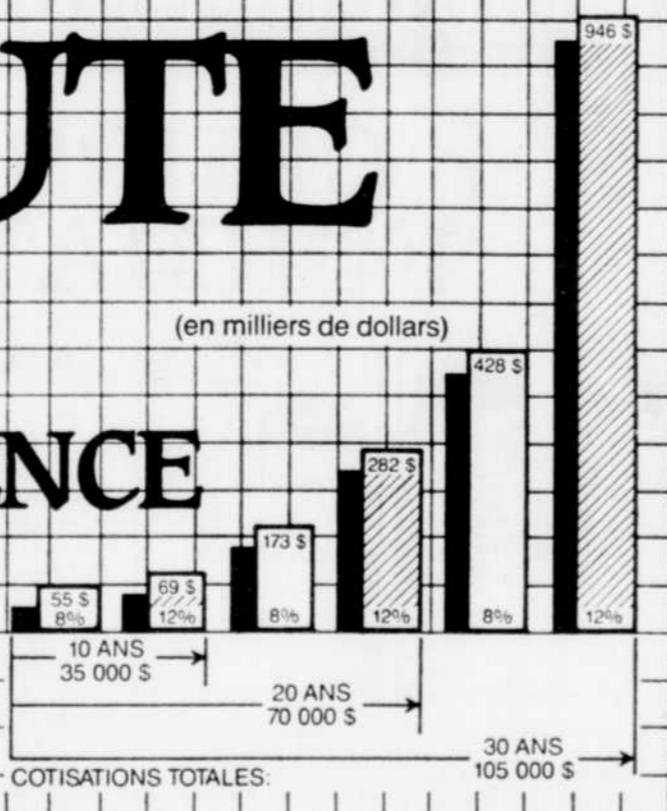 UTE
(en milliers de dollars)
NCE
946 $
428 $
282 $
173 $
69 $
55 $
8%
12%
8%
12%
8%
12%
10 ANS
35 000 $
20 ANS
70 000 $
30 ANS
105 000 $
COTISATIONS TOTALES: